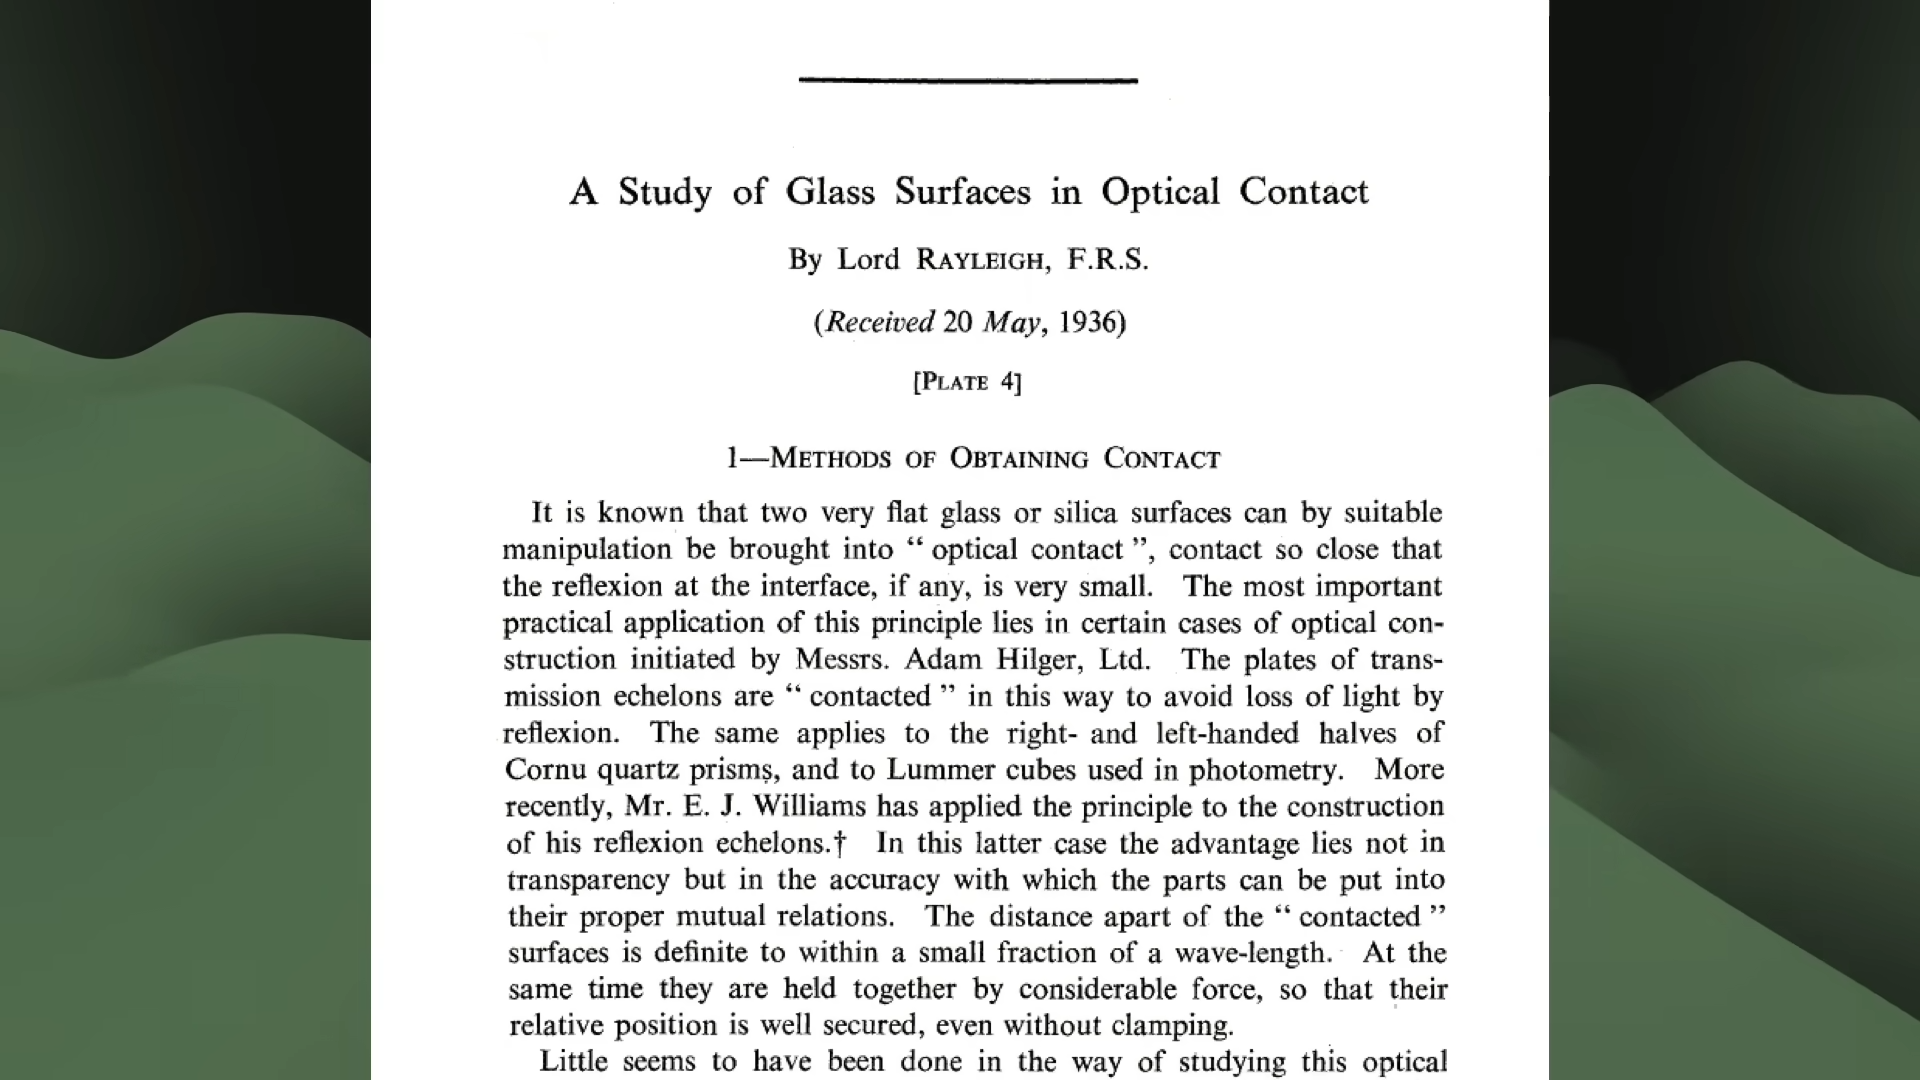 A Study of Glass Surfaces in Optical Contact
By Lord RAYLEIGH, F.R.S.
(Received 20 May, 1936)
[PLATE 4]
1—METHODS OF OBTAINING CONTACT
It is known that two very flat glass or silica surfaces can by suitable
manipulation be brought into “ optical contact ”, contact so close that
the reflexion at the interface, if any, is very small. The most important
practical application of this principle lies in certain cases of optical con-
struction initiated by Messrs. Adam Hilger, Ltd. The plates of trans-
mission echelons are “ contacted ” in this way to avoid loss of light by
reflexion. The same applies to the right- and left-handed halves of
Cornu quartz prisms, and to Lummer cubes used in photometry. More
recently, Mr. E. J. Williams has applied the principle to the construction
of his reflexion echelons.† In this latter case the advantage lies not in
transparency but in the accuracy with which the parts can be put into
their proper mutual relations. The distance apart of the “ contacted ”
surfaces is definite to within a small fraction of a wave-length. At the
same time they are held together by considerable force, so that their
relative position is well secured, even without clamping.
Little seems to have been done in the way of studying this optical